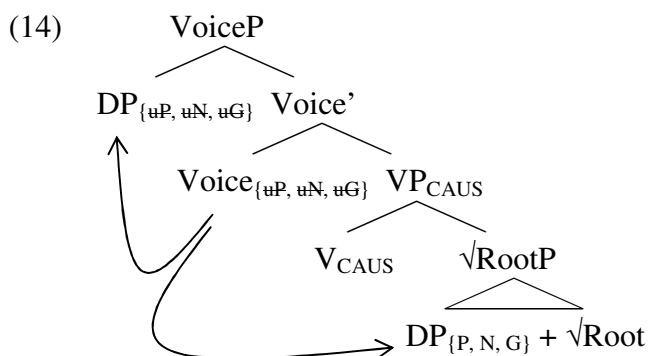 (14) VoiceP
DP{uP, uN, uG} Voice’
Voice{uP, uN, uG} VPCAUS
VCAUS √RootP
DP{P, N, G} + √Root